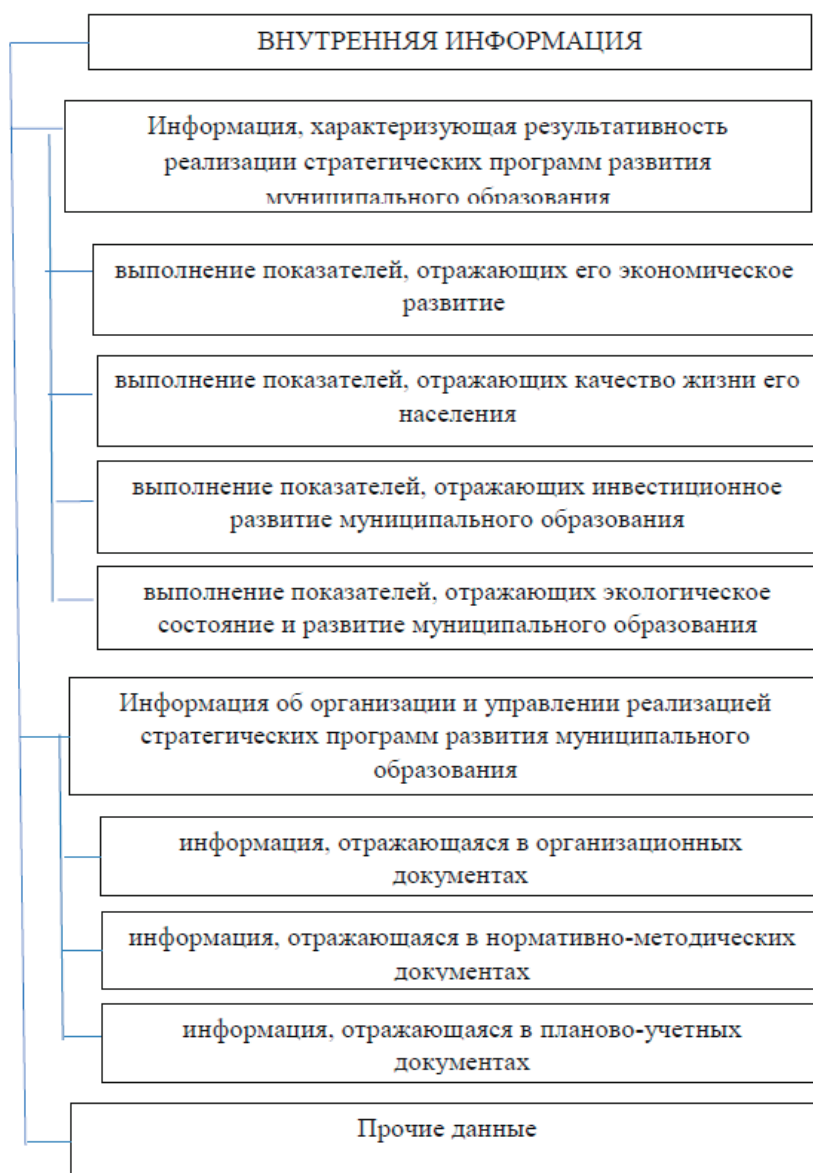 ВНУТРЕННЯЯ ИНФОРМАЦИЯ
Информация, характеризующая результативность
реализации стратегических программ развития
муниципального образования
выполнение показателей, отражающих его экономическое
развитие
выполнение показателей, отражающих качество жизни его
населения
выполнение показателей, отражающих инвестиционное
развитие муниципального образования
выполнение показателей, отражающих экологическое
состояние и развитие муниципального образования
Информация об организации и управлении реализацией
стратегических программ развития муниципального
образования
информация, отражающаяся в организационных
документах
информация, отражающаяся в нормативно-методических
документах
информация, отражающаяся в планово-учетных
документах
Прочие данные